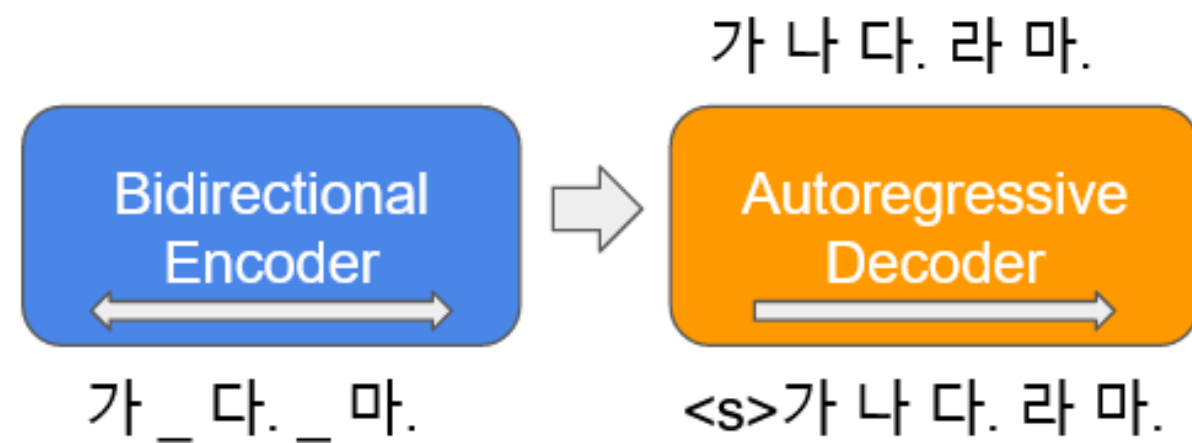 가 나 다. 라 마.
Bidirectional
Encoder
Autoregressive
Decoder
가 _ 다. _ 마.
<s>가 나 다. 라 마.